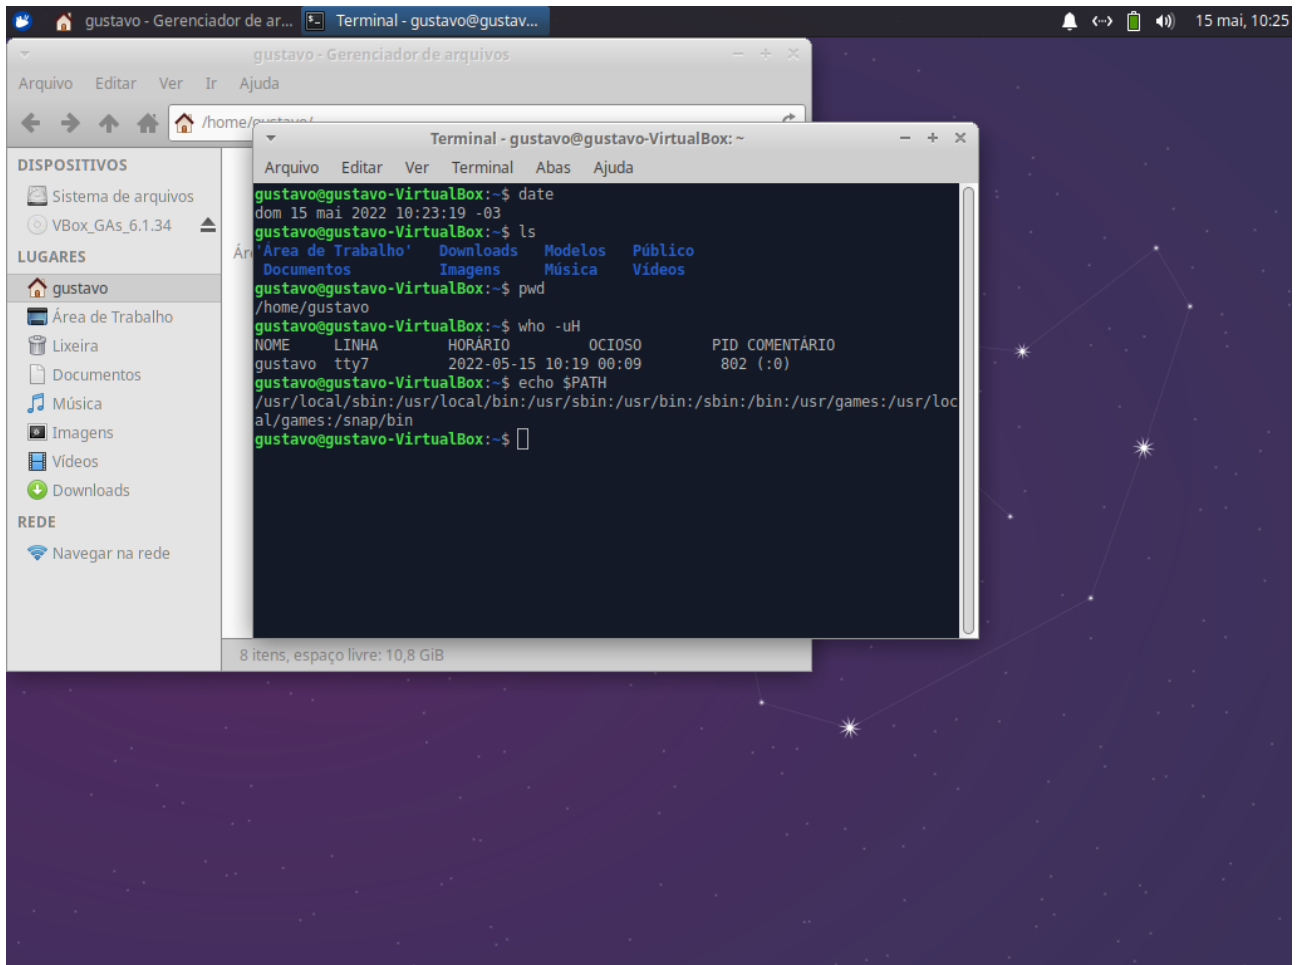 gustavo - Gerenciador de ar...
Terminal - gustavo@gustav...
15 mai, 10:25
gustavo - Gerenciador de arquivos
Arquivo Editar Ver Ir Ajuda
/home/gustavo/
DISPOSITIVOS
Sistema de arquivos
VBox_GAs_6.1.34
LUGARES
gustavo
Área de Trabalho
Lixeira
Documentos
Música
Imagens
Vídeos
Downloads
REDE
Navegar na rede
8 itens, espaço livre: 10,8 GiB
Terminal - gustavo@gustavo-VirtualBox: ~
Arquivo Editar Ver Terminal Abas Ajuda
gustavo@gustavo-VirtualBox:~$ date
dom 15 mai 2022 10:23:19 -03
gustavo@gustavo-VirtualBox:~$ ls
'Área de Trabalho' Downloads Modelos Público
Documentos Imagens Música Vídeos
gustavo@gustavo-VirtualBox:~$ pwd
/home/gustavo
gustavo@gustavo-VirtualBox:~$ who -uH
NOME LINHA HORÁRIO OCIOSO PID COMENTÁRIO
gustavo tty7 2022-05-15 10:19 00:09 802 (:0)
gustavo@gustavo-VirtualBox:~$ echo $PATH
/usr/local/sbin:/usr/local/bin:/usr/sbin:/usr/bin:/sbin:/bin:/usr/games:/usr/loc
al/games:/snap/bin
gustavo@gustavo-VirtualBox:~$